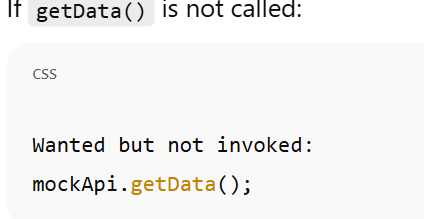 If getData() is not called:
CSS
Wanted but not invoked:
mockApi.getData();